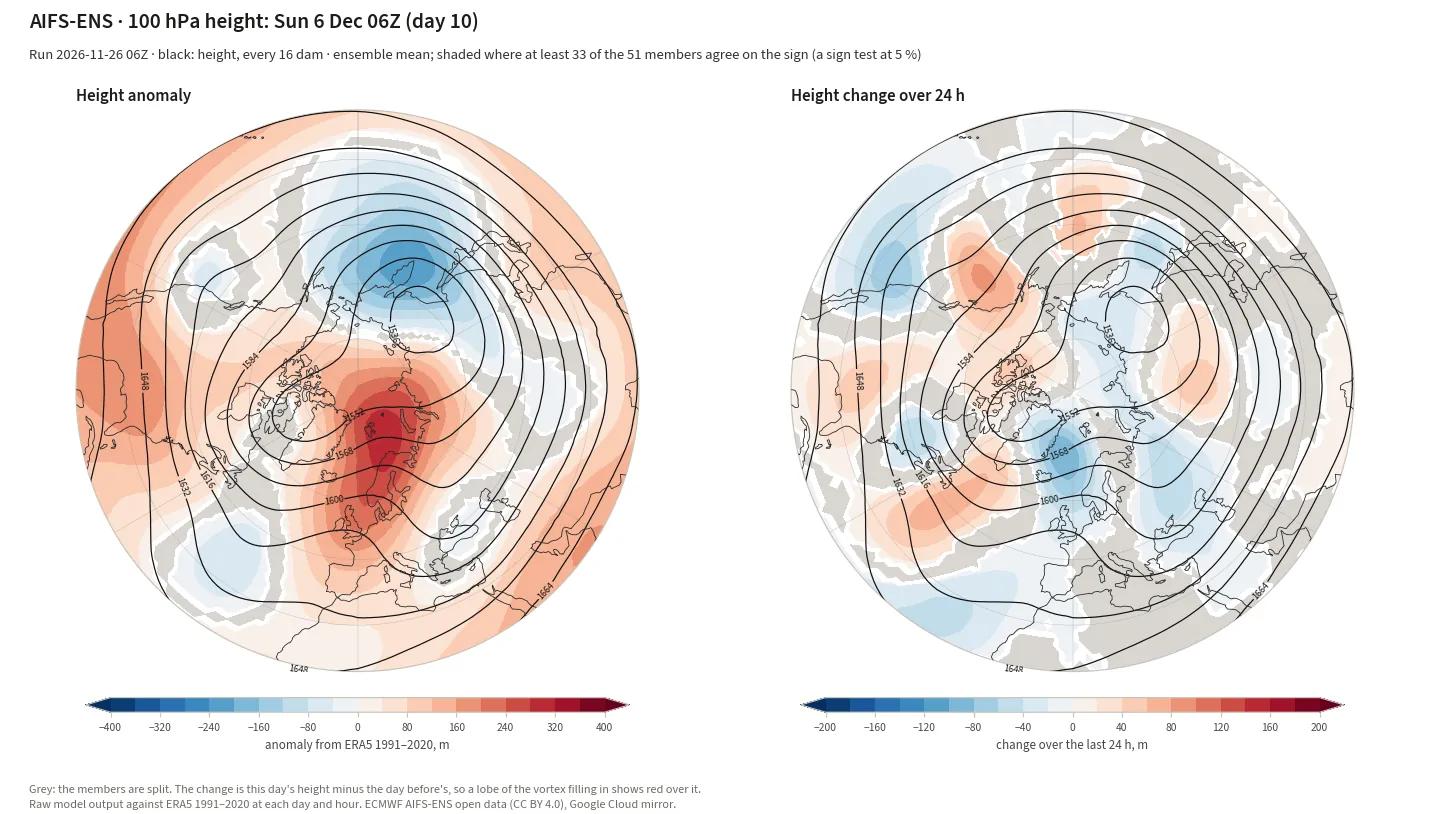 AIFS-ENS · 100 hPa height: Sun 6 Dec 06Z (day 10)
Run 2026-11-26 06Z · black: height, every 16 dam · ensemble mean; shaded where at least 33 of the 51 members agree on the sign (a sign test at 5 %)
Height anomaly
Height change over 24 h
1536
1584
1648
1552
1568
1632
1616
1600
1664
1648
1536
1584
1648
1552
1568
1632
1616
1600
1664
1648
−400 −320 −240 −160 −80 0 80 160 240 320 400
anomaly from ERA5 1991–2020, m
−200 −160 −120 −80 −40 0 40 80 120 160 200
change over the last 24 h, m
Grey: the members are split. The change is this day's height minus the day before's, so a lobe of the vortex filling in shows red over it.
Raw model output against ERA5 1991–2020 at each day and hour. ECMWF AIFS-ENS open data (CC BY 4.0), Google Cloud mirror.